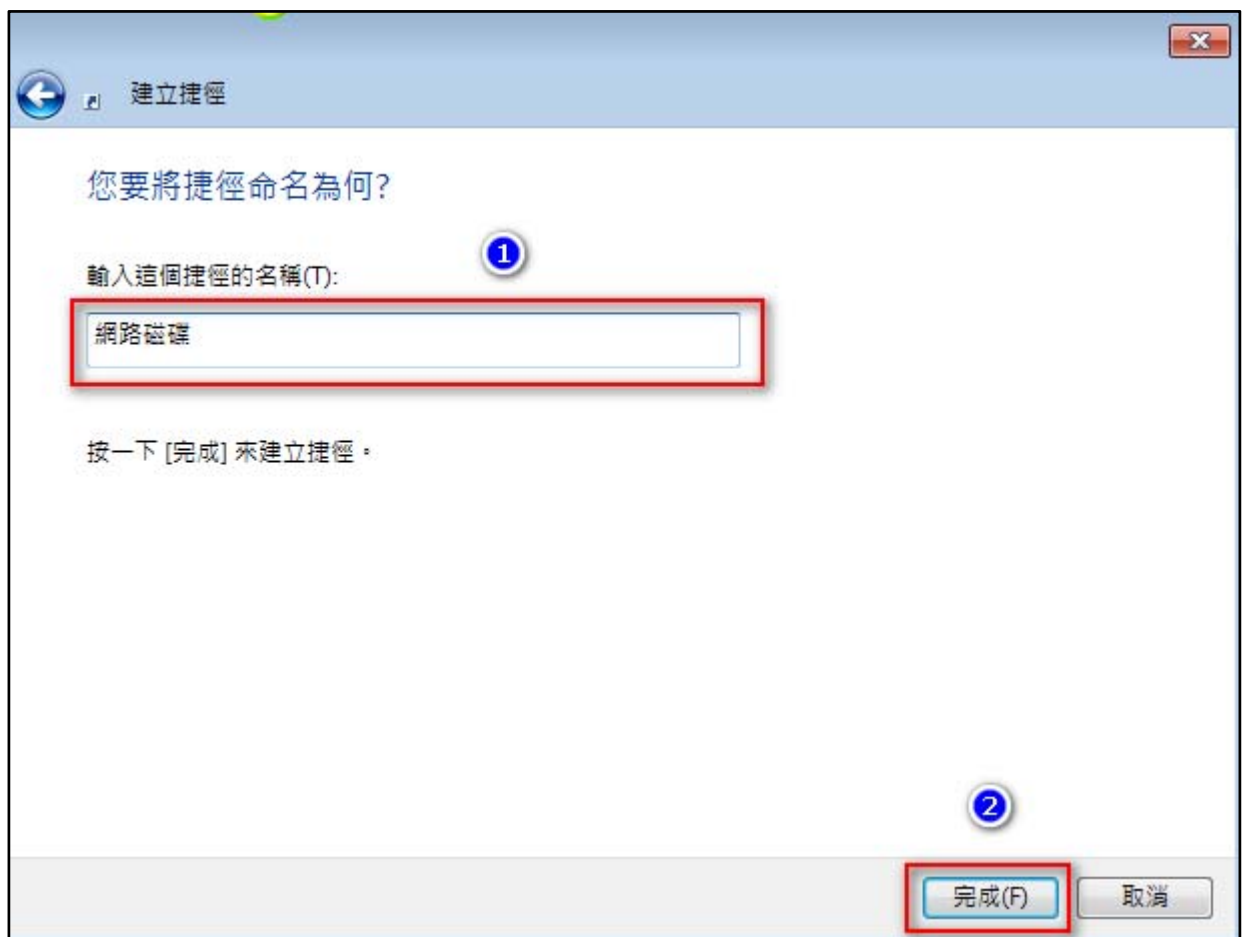 建立捷徑
您要將捷徑命名為何?
1
輸入這個捷徑的名稱(T):
網路磁碟
按一下 [完成] 來建立捷徑。
2
完成(F) 取消